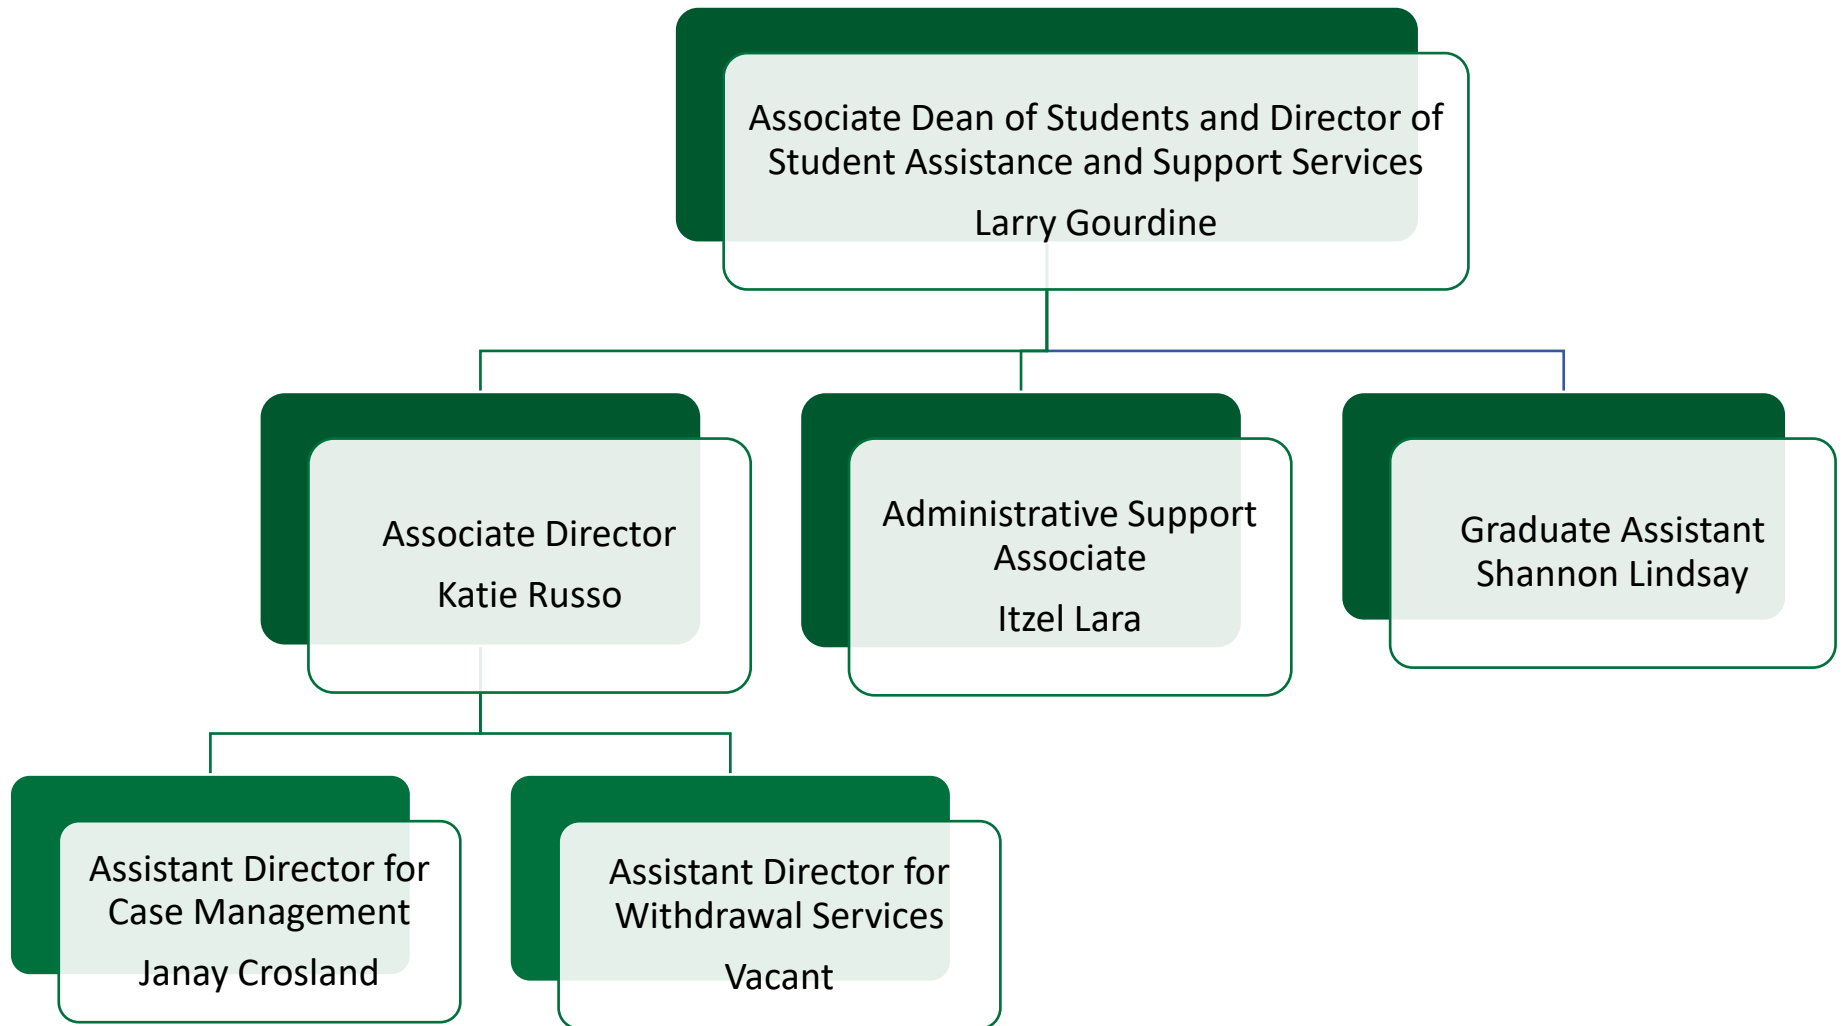 Associate Dean of Students and Director of
Student Assistance and Support Services
Larry Gourdine
Associate Director
Katie Russo
Administrative Support
Associate
Itzel Lara
Graduate Assistant
Shannon Lindsay
Assistant Director for
Case Management
Janay Crosland
Assistant Director for
Withdrawal Services
Vacant